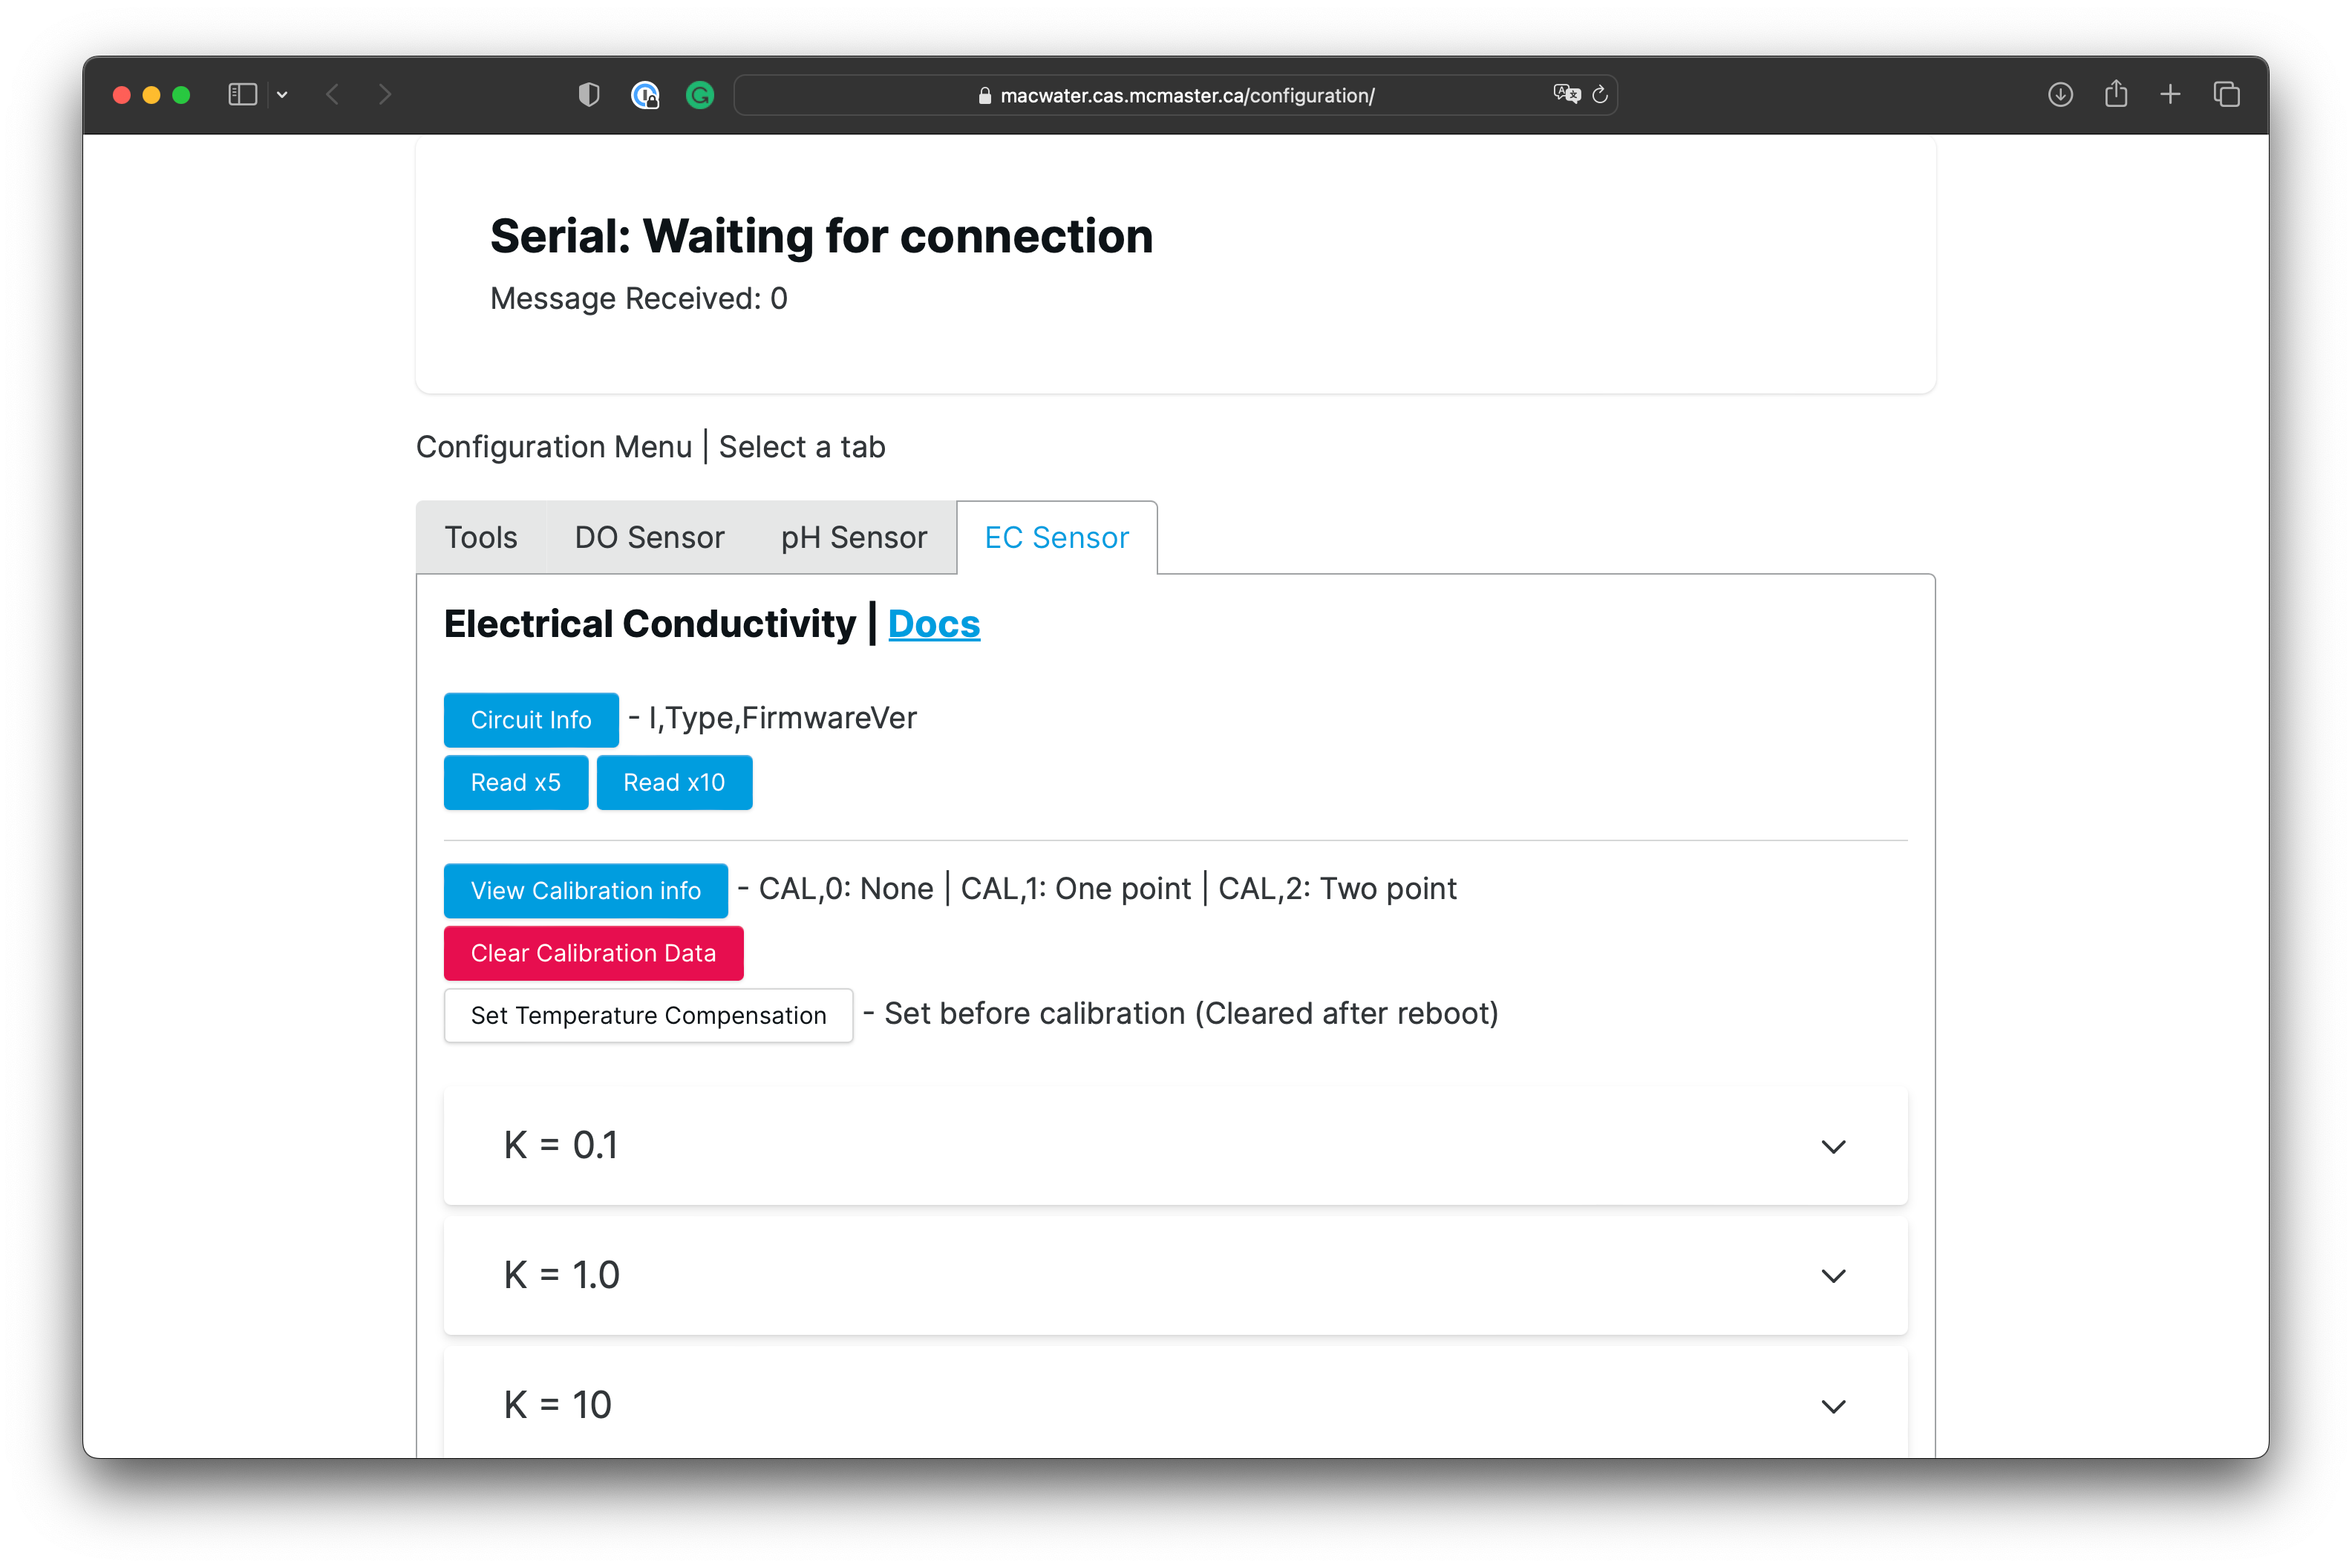 macwater.cas.mcmaster.ca/configuration/
Serial: Waiting for connection
Message Received: 0
Configuration Menu | Select a tab
Tools DO Sensor pH Sensor EC Sensor
Electrical Conductivity | Docs
Circuit Info - I,Type,FirmwareVer
Read x5 Read x10
View Calibration info - CAL,0: None | CAL,1: One point | CAL,2: Two point
Clear Calibration Data
Set Temperature Compensation - Set before calibration (Cleared after reboot)
K = 0.1
K = 1.0
K = 10